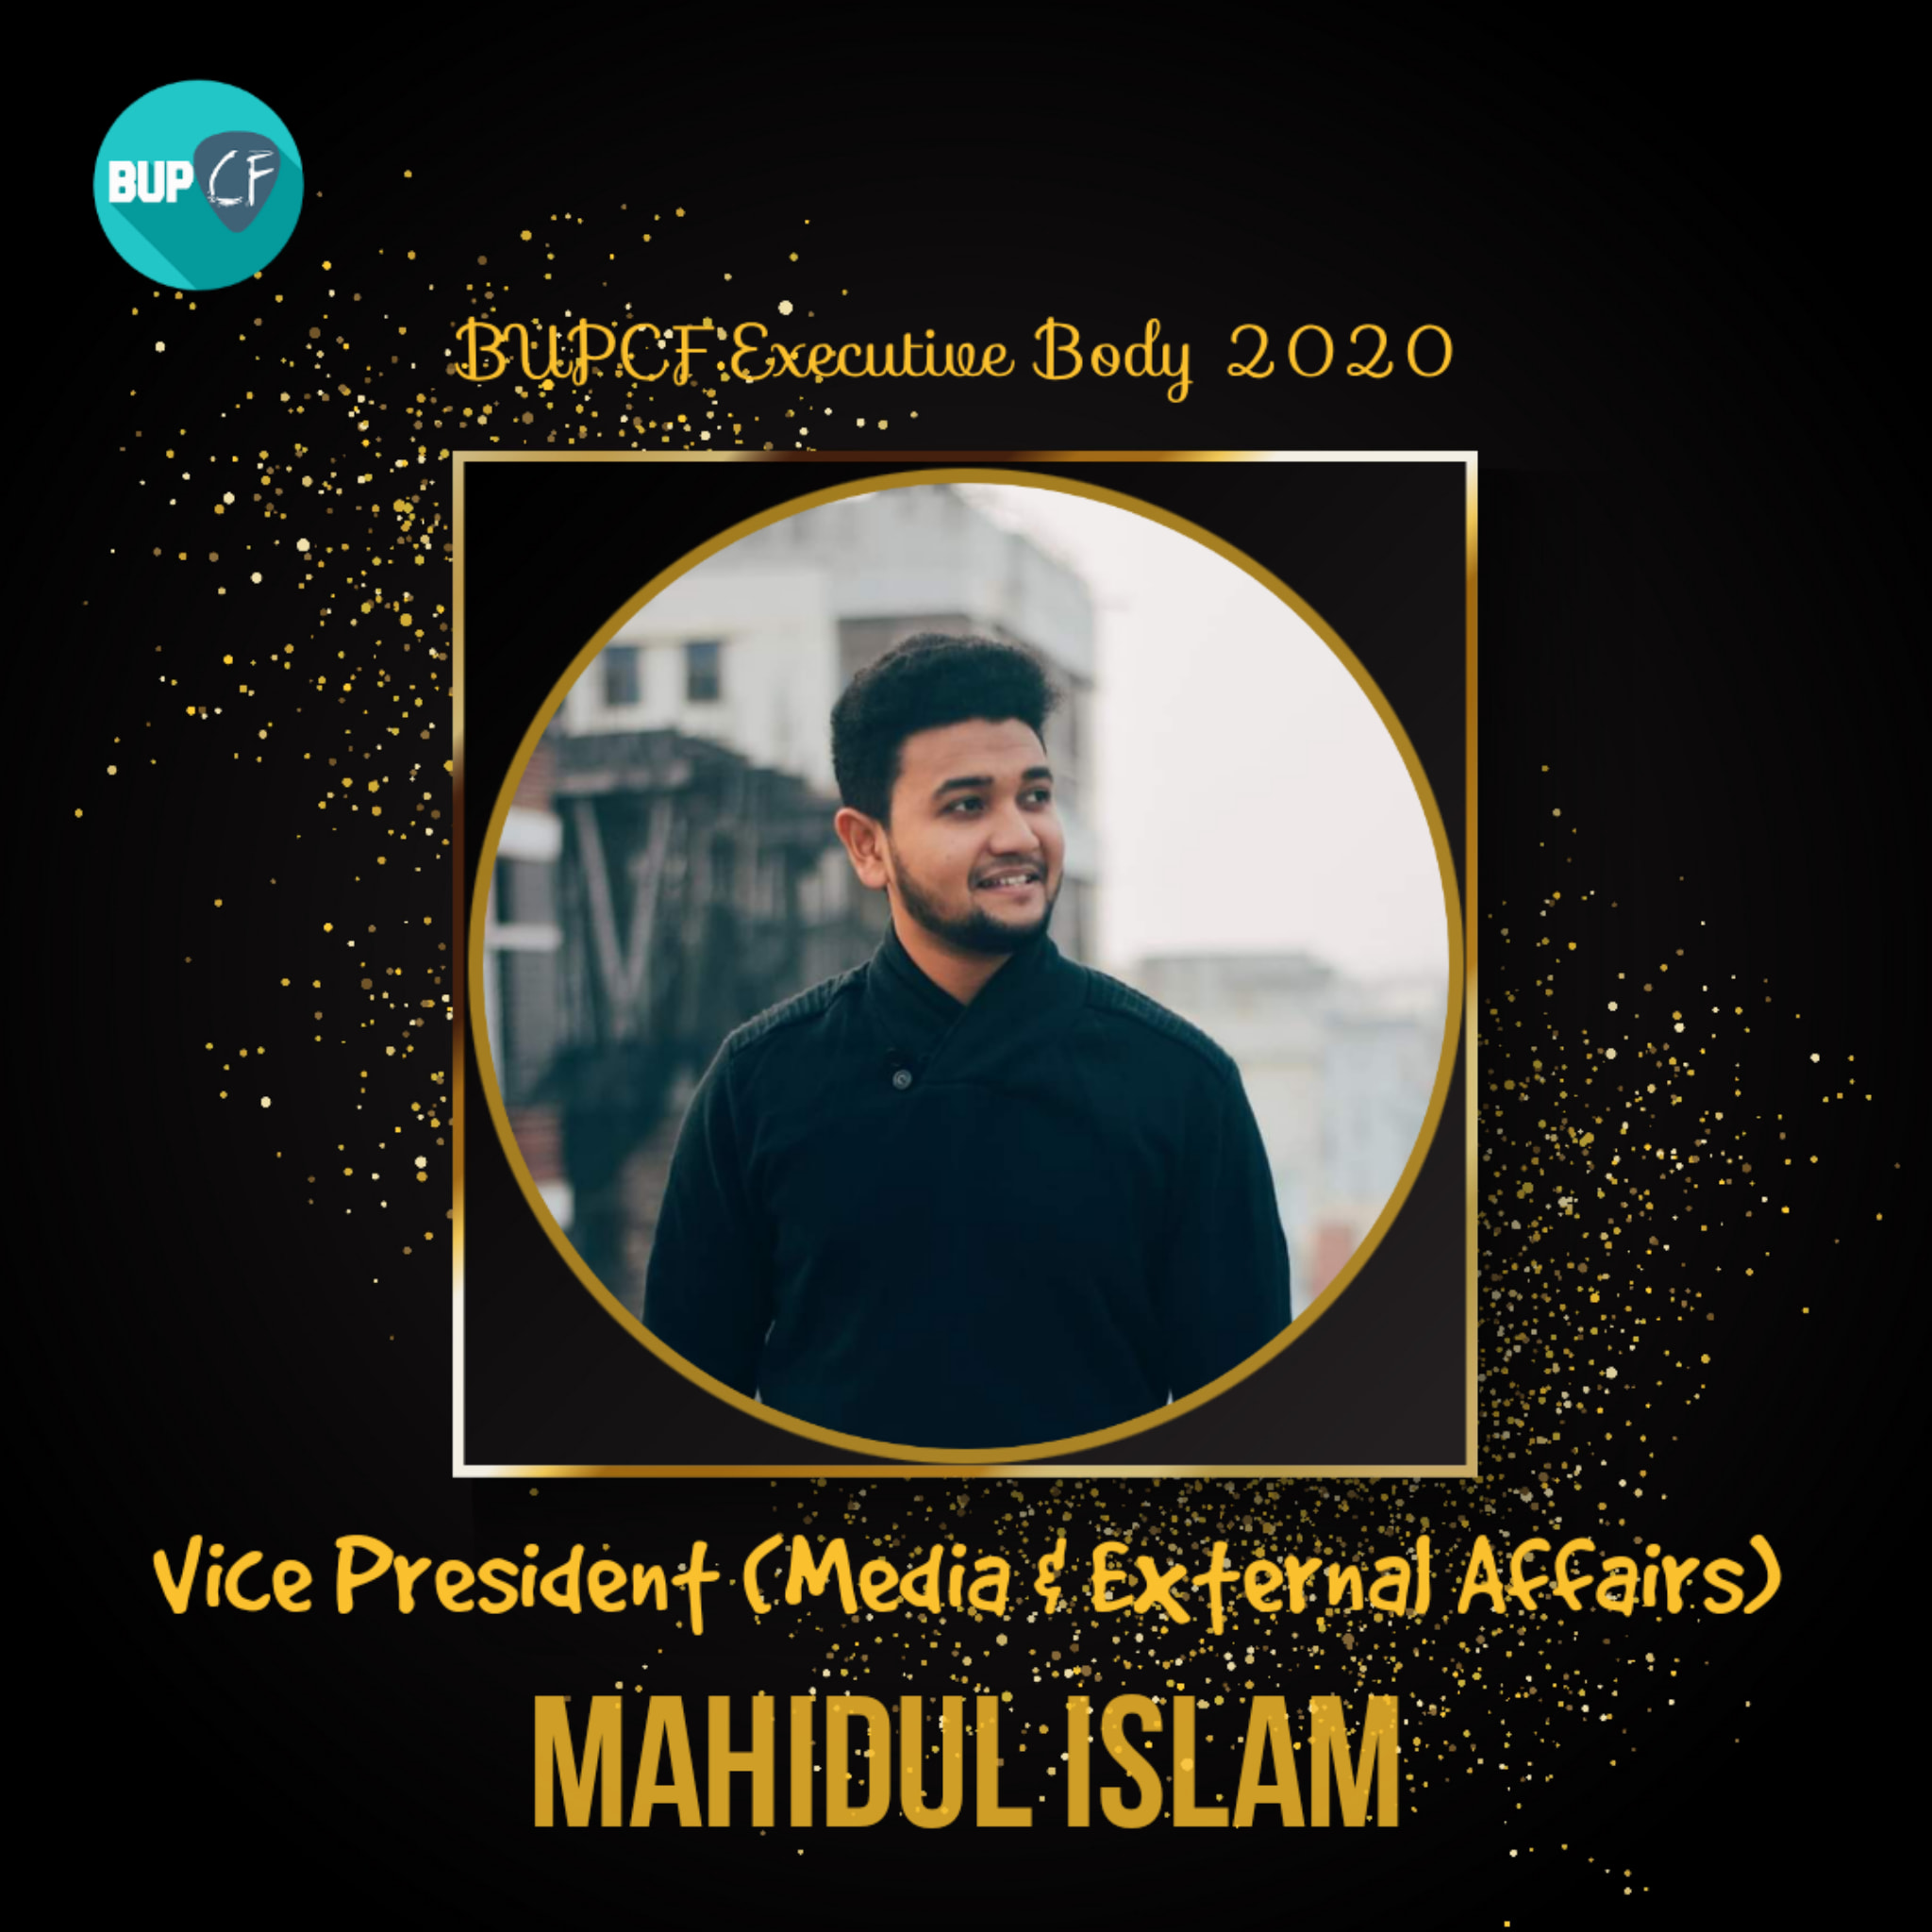 BUP CF
BUPCF Executive Body 2020
Vice President (Media & External Affairs)
MAHIDUL ISLAM